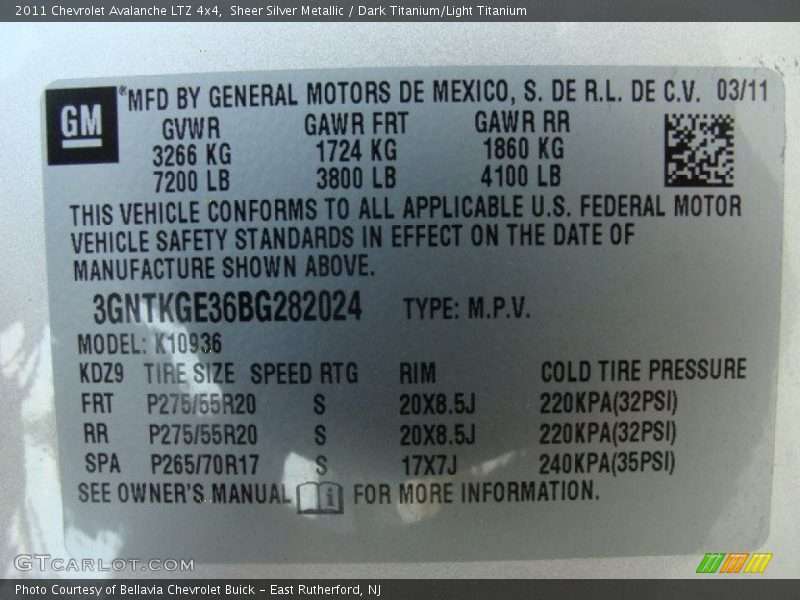 2011 Chevrolet Avalanche LTZ 4x4,  Sheer Silver Metallic / Dark Titanium/Light Titanium
GM ® MFD BY GENERAL MOTORS DE MEXICO, S. DE R.L. DE C.V. 03/11
GVWR GAWR FRT GAWR RR
3266 KG 1724 KG 1860 KG
7200 LB 3800 LB 4100 LB
THIS VEHICLE CONFORMS TO ALL APPLICABLE U.S. FEDERAL MOTOR
VEHICLE SAFETY STANDARDS IN EFFECT ON THE DATE OF
MANUFACTURE SHOWN ABOVE.
3GNTKGE36BG282024 TYPE: M.P.V.
MODEL: K10936
KDZ9 TIRE SIZE SPEED RTG RIM COLD TIRE PRESSURE
FRT P275/55R20 S 20X8.5J 220KPA(32PSI)
RR P275/55R20 S 20X8.5J 220KPA(32PSI)
SPA P265/70R17 S 17X7J 240KPA(35PSI)
SEE OWNER'S MANUAL i FOR MORE INFORMATION.
GTCARLOT.COM
Photo Courtesy of Bellavia Chevrolet Buick – East Rutherford, NJ